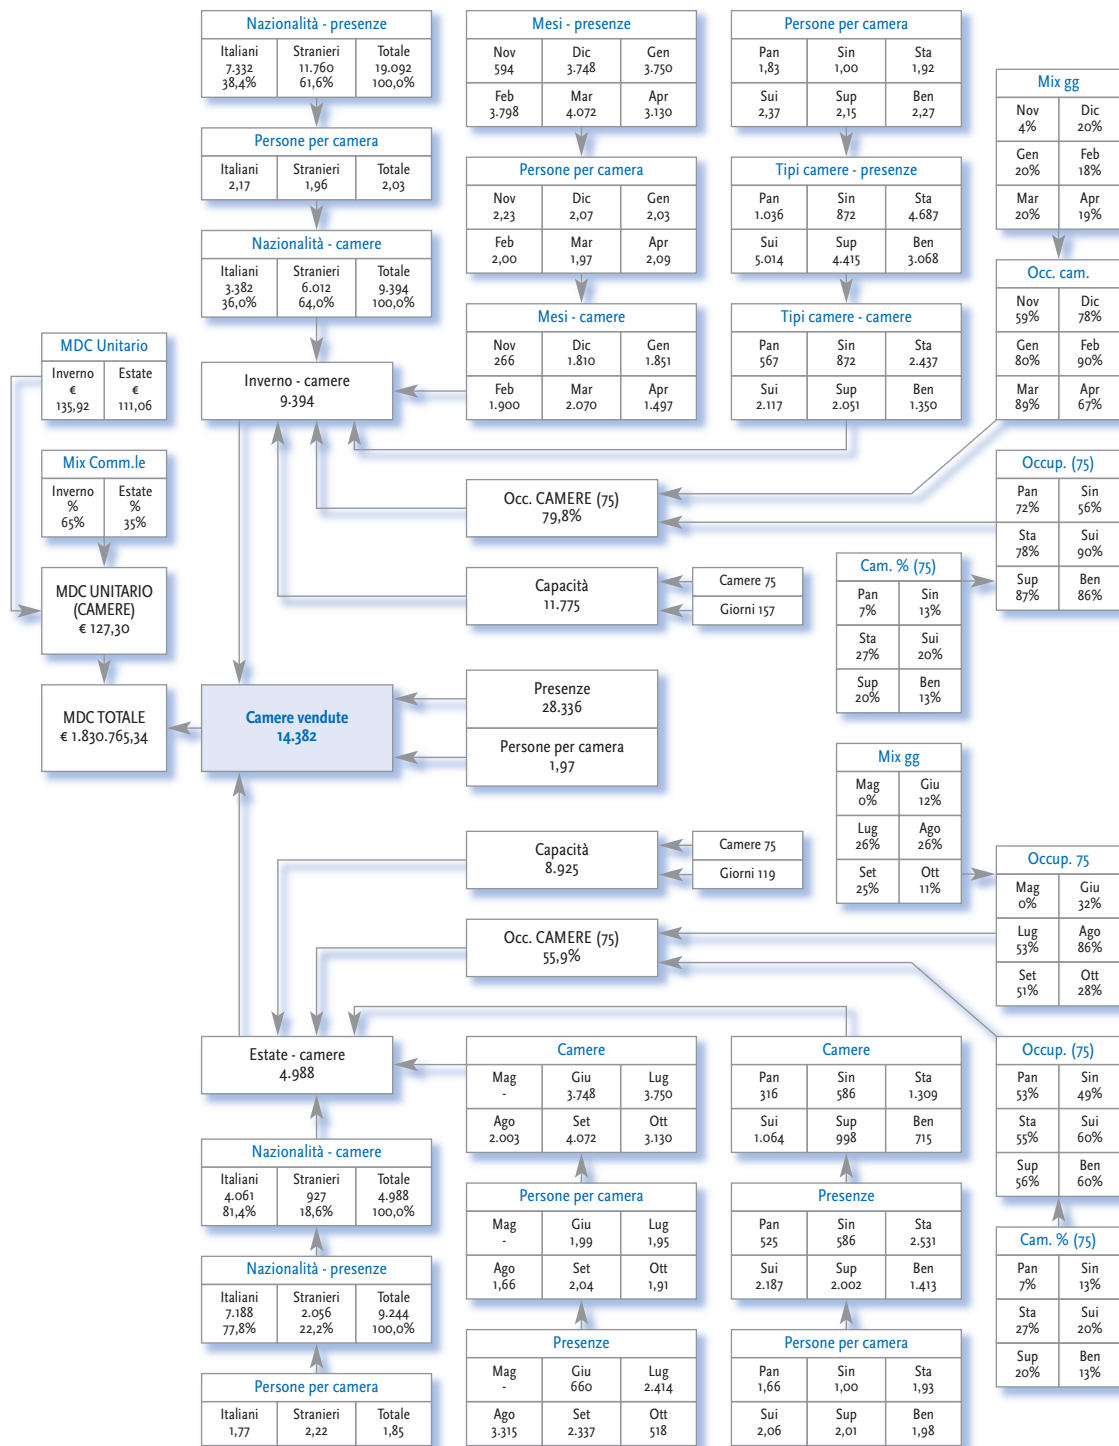 Nazionalità - presenze
Italiani Stranieri Totale
7.332 11.760 19.092
38,4% 61,6% 100,0%
Persone per camera
Italiani Stranieri Totale
2,17 1,96 2,03
Nazionalità - camere
Italiani Stranieri Totale
3.382 6.012 9.394
36,0% 64,0% 100,0%
Inverno - camere
9.394
Mesi - presenze
Nov Dic Gen
594 3.748 3.750
Feb Mar Apr
3.798 4.072 3.130
Persone per camera
Nov Dic Gen
2,23 2,07 2,03
Feb Mar Apr
2,00 1,97 2,09
Mesi - camere
Nov Dic Gen
266 1.810 1.851
Feb Mar Apr
1.900 2.070 1.497
Persone per camera
Pan Sin Sta
1,83 1,00 1,92
Sui Sup Ben
2,37 2,15 2,27
Tipi camere - presenze
Pan Sin Sta
1.036 872 4.687
Sui Sup Ben
5.014 4.415 3.068
Tipi camere - camere
Pan Sin Sta
567 872 2.437
Sui Sup Ben
2.117 2.051 1.350
Mix gg
Nov Dic
4% 20%
Gen Feb
20% 18%
Mar Apr
20% 19%
Occ. cam.
Nov Dic
59% 78%
Gen Feb
80% 90%
Mar Apr
89% 67%
MDC Unitario
Inverno Estate
€ €
135,92 111,06
Mix Comm.le
Inverno Estate
% %
65% 35%
MDC UNITARIO
(CAMERE)
€ 127,30
MDC TOTALE
€ 1.830.765,34
Occ. CAMERE (75)
79,8%
Capacità
11.775
Camere 75
Giorni 157
Occup. (75)
Pan Sin
72% 56%
Sta Sui
78% 90%
Sup Ben
87% 86%
Cam. % (75)
Pan Sin
7% 13%
Sta Sui
27% 20%
Sup Ben
20% 13%
Camere vendute
14.382
Presenze
28.336
Persone per camera
1,97
Mix gg
Mag Giu
0% 12%
Lug Ago
26% 26%
Set Ott
25% 11%
Capacità
8.925
Camere 75
Giorni 119
Occup. 75
Mag Giu
0% 32%
Lug Ago
53% 86%
Set Ott
51% 28%
Occ. CAMERE (75)
55,9%
Estate - camere
4.988
Nazionalità - camere
Italiani Stranieri Totale
4.061 927 4.988
81,4% 18,6% 100,0%
Nazionalità - presenze
Italiani Stranieri Totale
7.188 2.056 9.244
77,8% 22,2% 100,0%
Persone per camera
Italiani Stranieri Totale
1,77 2,22 1,85
Camere
Mag Giu Lug
- 3.748 3.750
Ago Set Ott
2.003 4.072 3.130
Persone per camera
Mag Giu Lug
- 1,99 1,95
Ago Set Ott
1,66 2,04 1,91
Presenze
Mag Giu Lug
- 660 2.414
Ago Set Ott
3.315 2.337 518
Camere
Pan Sin Sta
316 586 1.309
Sui Sup Ben
1.064 998 715
Presenze
Pan Sin Sta
525 586 2.531
Sui Sup Ben
2.187 2.002 1.413
Persone per camera
Pan Sin Sta
1,66 1,00 1,93
Sui Sup Ben
2,06 2,01 1,98
Occup. (75)
Pan Sin
53% 49%
Sta Sui
55% 60%
Sup Ben
56% 60%
Cam. % (75)
Pan Sin
7% 13%
Sta Sui
27% 20%
Sup Ben
20% 13%